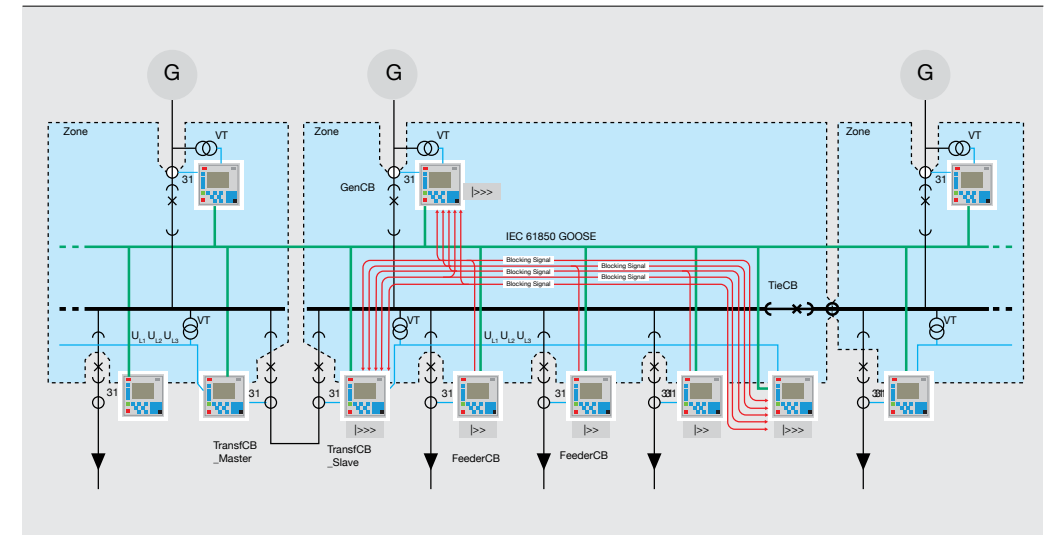 G
G
G
Zone
VT
Zone
VT
Zone
VT
31
31
31
GenCB
|>>>
IEC 61850 GOOSE
Blocking Signal
Blocking Signal
Blocking Signal
Blocking Signal
Blocking Signal
Blocking Signal
TieCB
VT
VT
VT
UL1 UL2 UL3
UL1 UL2 UL3
31
31
31
31
31
31
|>>>
|>>
|>>
|>>
|>>>
TransfCB
_Master
TransfCB
_Slave
FeederCB
FeederCB